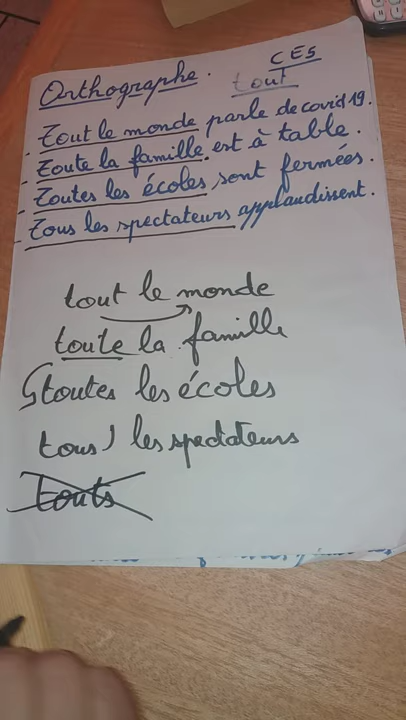 Orthographe. CE5
tout
- Tout le monde parle de covid 19.
- Toute la famille est à table.
- Toutes les écoles sont fermées.
- Tous les spectateurs applaudissent.
tout le monde
toute la famille
toutes les écoles
tous) les spectateurs
touts